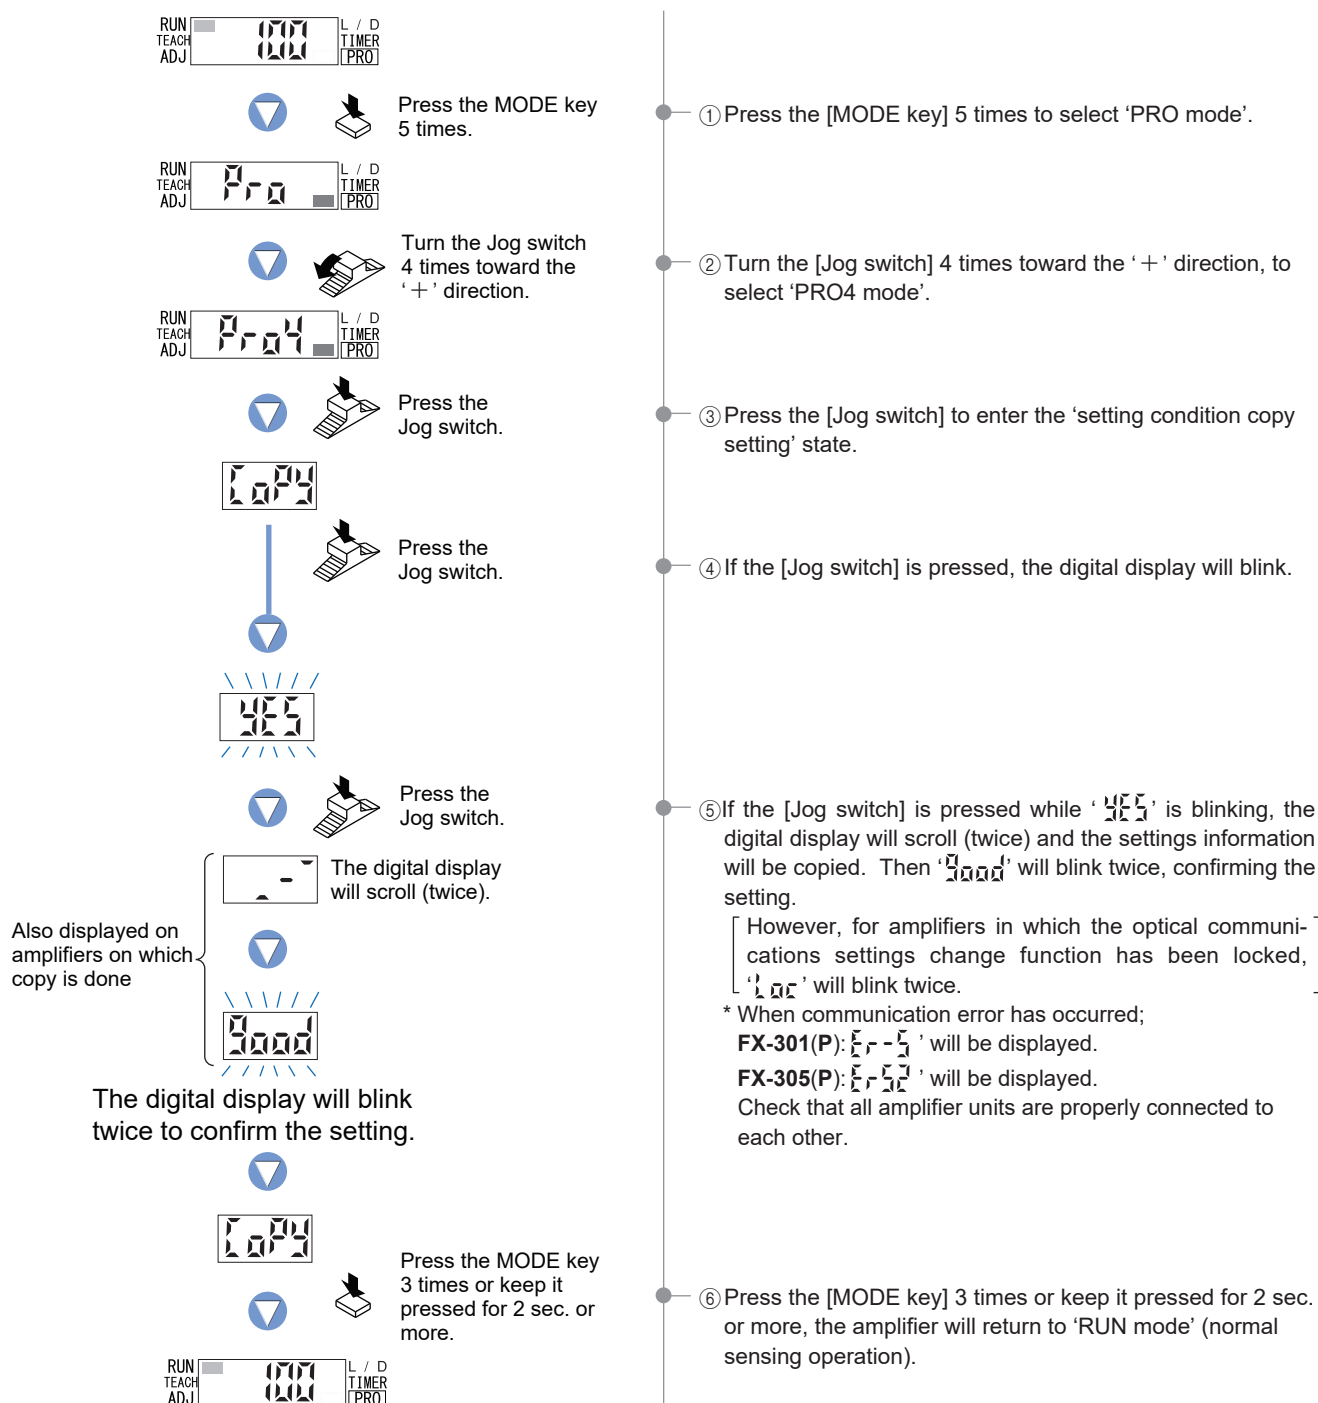 RUN 100 L / D
TEACH TIMER
ADJ PRO
Press the MODE key
5 times.
① Press the [MODE key] 5 times to select ‘PRO mode’.
RUN Pro L / D
TEACH TIMER
ADJ PRO
Turn the Jog switch
4 times toward the
‘＋’ direction.
② Turn the [Jog switch] 4 times toward the ‘＋’ direction, to
select ‘PRO4 mode’.
RUN Pro4 L / D
TEACH TIMER
ADJ PRO
Press the
Jog switch.
③ Press the [Jog switch] to enter the ‘setting condition copy
setting’ state.
CoPY
Press the
Jog switch.
④ If the [Jog switch] is pressed, the digital display will blink.
YES
Press the
Jog switch.
⑤ If the [Jog switch] is pressed while ‘YES’ is blinking, the
digital display will scroll (twice) and the settings information
will be copied. Then ‘good’ will blink twice, confirming the
setting.
The digital display
will scroll (twice).
Also displayed on
amplifiers on which
copy is done
However, for amplifiers in which the optical communi-
cations settings change function has been locked,
‘Loc’ will blink twice.
good
* When communication error has occurred;
FX-301(P): Er-5 ’ will be displayed.
FX-305(P): Er52 ’ will be displayed.
Check that all amplifier units are properly connected to
each other.
The digital display will blink
twice to confirm the setting.
CoPY
Press the MODE key
3 times or keep it
pressed for 2 sec. or
more.
⑥ Press the [MODE key] 3 times or keep it pressed for 2 sec.
or more, the amplifier will return to ‘RUN mode’ (normal
sensing operation).
RUN 100 L / D
TEACH TIMER
ADJ PRO